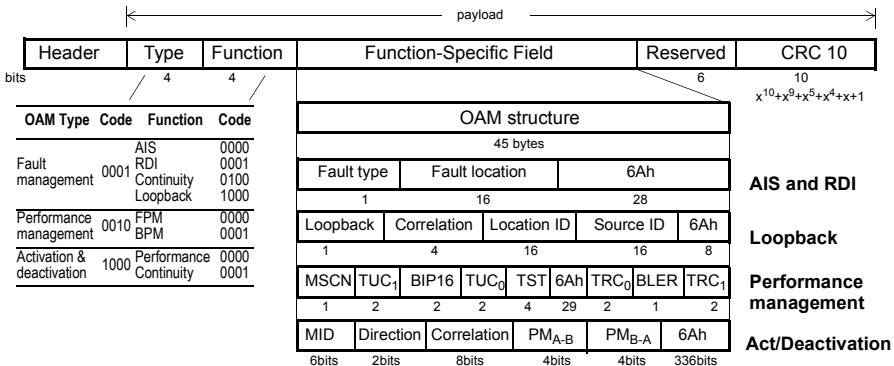 payload
Header Type Function Function-Specific Field Reserved CRC 10
bits 4 4 6 10
x10+x9+x5+x4+x+1
OAM Type Code Function Code
Fault management 0001
AIS 0000
RDI 0001
Continuity 0100
Loopback 1000
Performance management 0010
FPM 0000
BPM 0001
Activation & deactivation 1000
Performance 0000
Continuity 0001
OAM structure
45 bytes
Fault type Fault location 6Ah
1 16 28
AIS and RDI
Loopback Correlation Location ID Source ID 6Ah
1 4 16 16 8
Loopback
MSCN TUC1 BIP16 TUC0 TST 6Ah TRC0 BLER TRC1
1 2 2 2 4 29 2 1 2
Performance
management
MID Direction Correlation PMA-B PMB-A 6Ah
6bits 2bits 8bits 4bits 4bits 336bits
Act/Deactivation